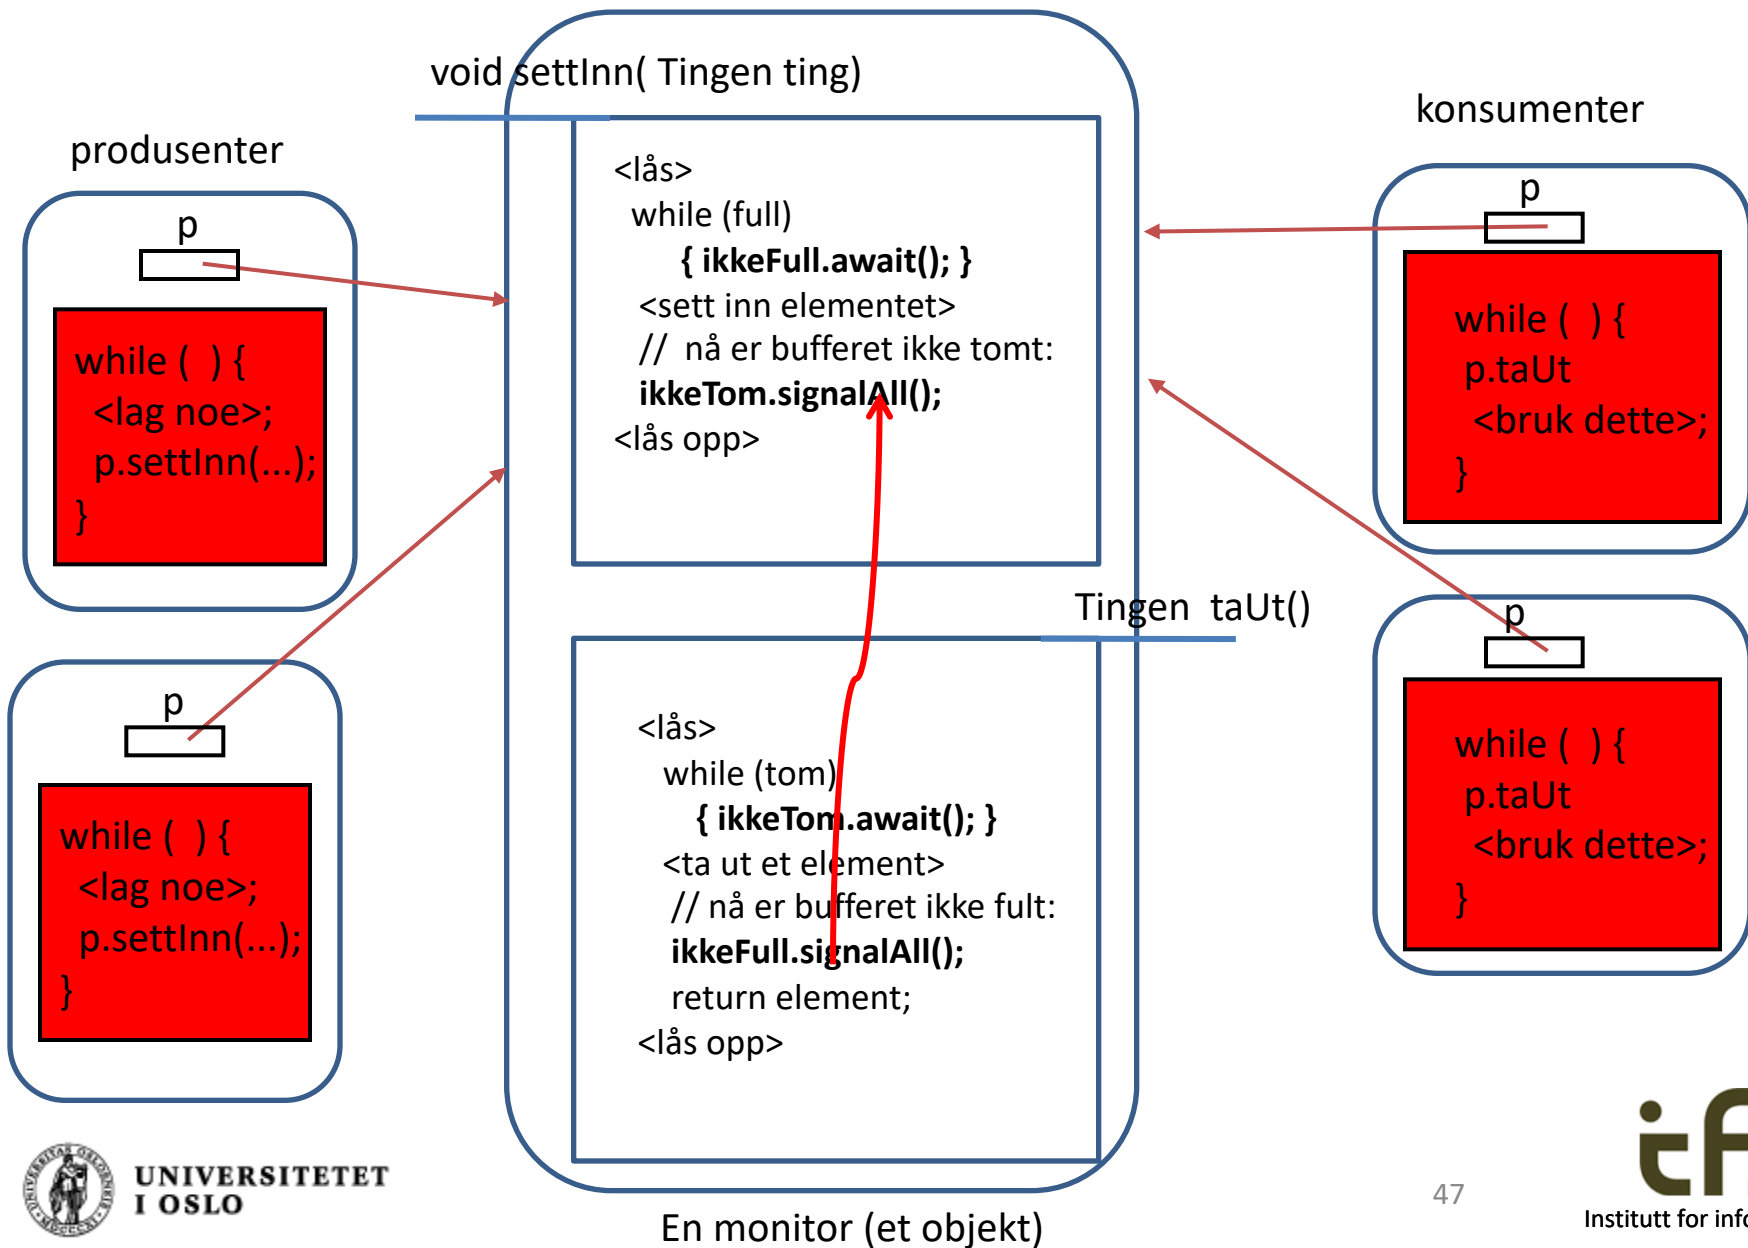 void settInn( Tingen ting)
produsenter
konsumenter
p
while (  ) {
<lag noe>;
p.settInn(...);
}
p
while (  ) {
<lag noe>;
p.settInn(...);
}
<lås>
while (full)
{ ikkeFull.await(); }
<sett inn elementet>
//  nå er bufferet ikke tomt:
ikkeTom.signalAll();
<lås opp>
Tingen  taUt()
<lås>
while (tom)
{ ikkeTom.await(); }
<ta ut et element>
// nå er bufferet ikke fult:
ikkeFull.signalAll();
return element;
<lås opp>
p
while (  ) {
p.taUt
<bruk dette>;
}
p
while (  ) {
p.taUt
<bruk dette>;
}
UNIVERSITETET
I OSLO
En monitor (et objekt)
47
Institutt for